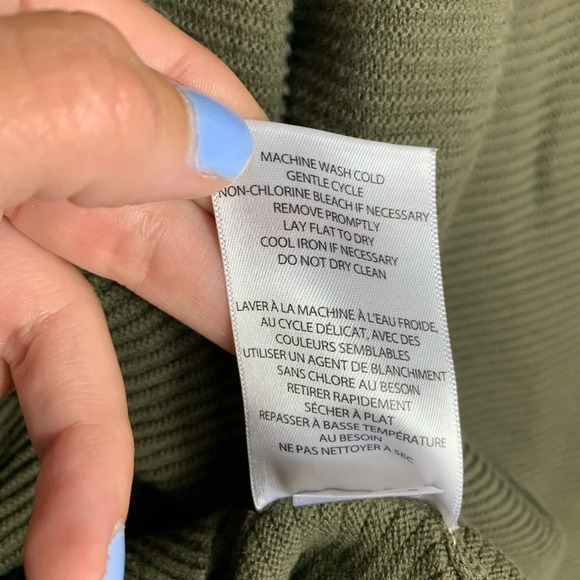 MACHINE WASH COLD
GENTLE CYCLE
NON-CHLORINE BLEACH IF NECESSARY
REMOVE PROMPTLY
LAY FLAT TO DRY
COOL IRON IF NECESSARY
DO NOT DRY CLEAN
LAVER À LA MACHINE À L'EAU FROIDE,
AU CYCLE DÉLICAT, AVEC DES
COULEURS SEMBLABLES
UTILISER UN AGENT DE BLANCHIMENT
SANS CHLORE AU BESOIN
RETIRER RAPIDEMENT
SÉCHER À PLAT
REPASSER À BASSE TEMPÉRATURE
AU BESOIN
NE PAS NETTOYER À SEC